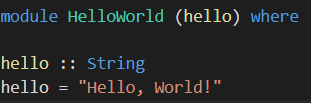 module HelloWorld (hello) where
hello :: String
hello = "Hello, World!"